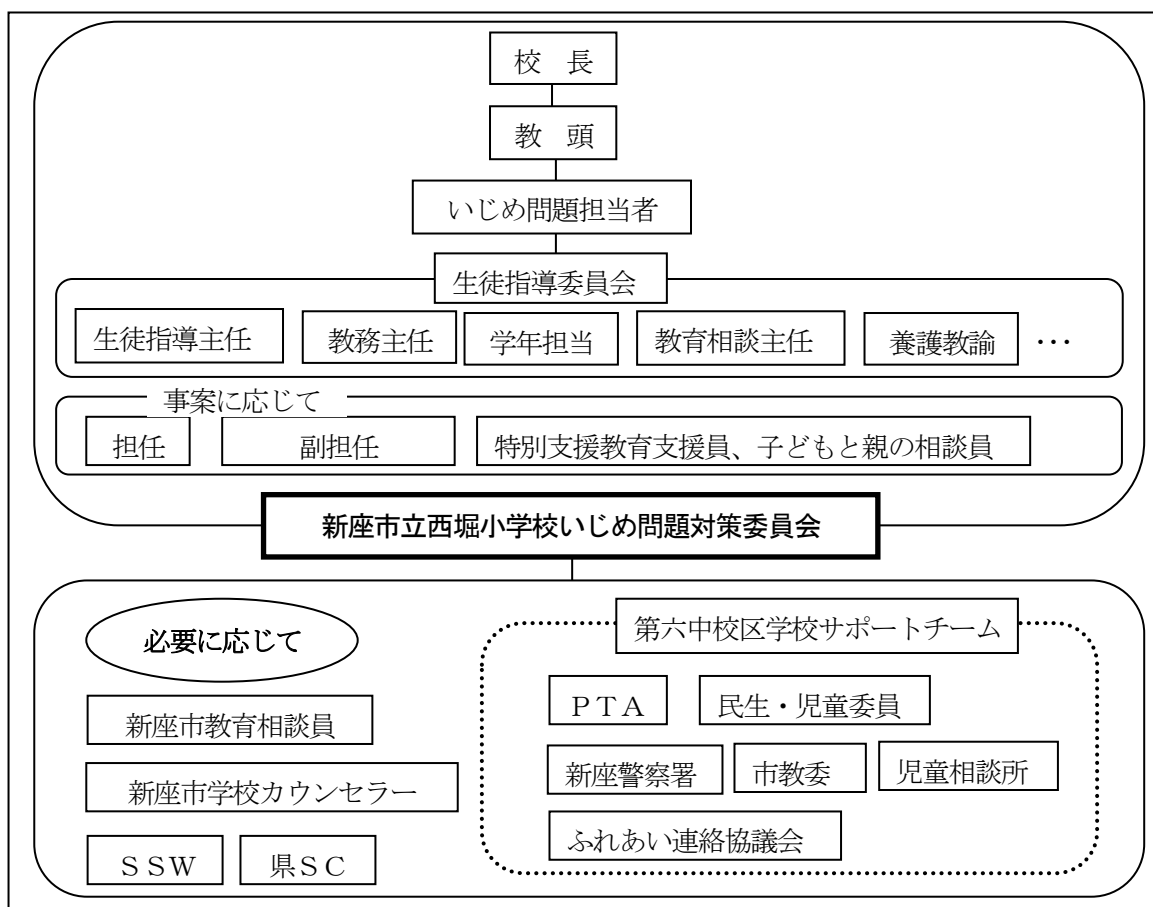 校　長
教　頭
いじめ問題担当者
生徒指導委員会
生徒指導主任
教務主任
学年担当
教育相談主任
養護教諭
…
事案に応じて
担任
副担任
特別支援教育支援員、子どもと親の相談員
新座市立西堀小学校いじめ問題対策委員会
必要に応じて
新座市教育相談員
新座市学校カウンセラー
ＳＳＷ
県ＳＣ
第六中校区学校サポートチーム
ＰＴＡ
民生・児童委員
新座警察署
市教委
児童相談所
ふれあい連絡協議会